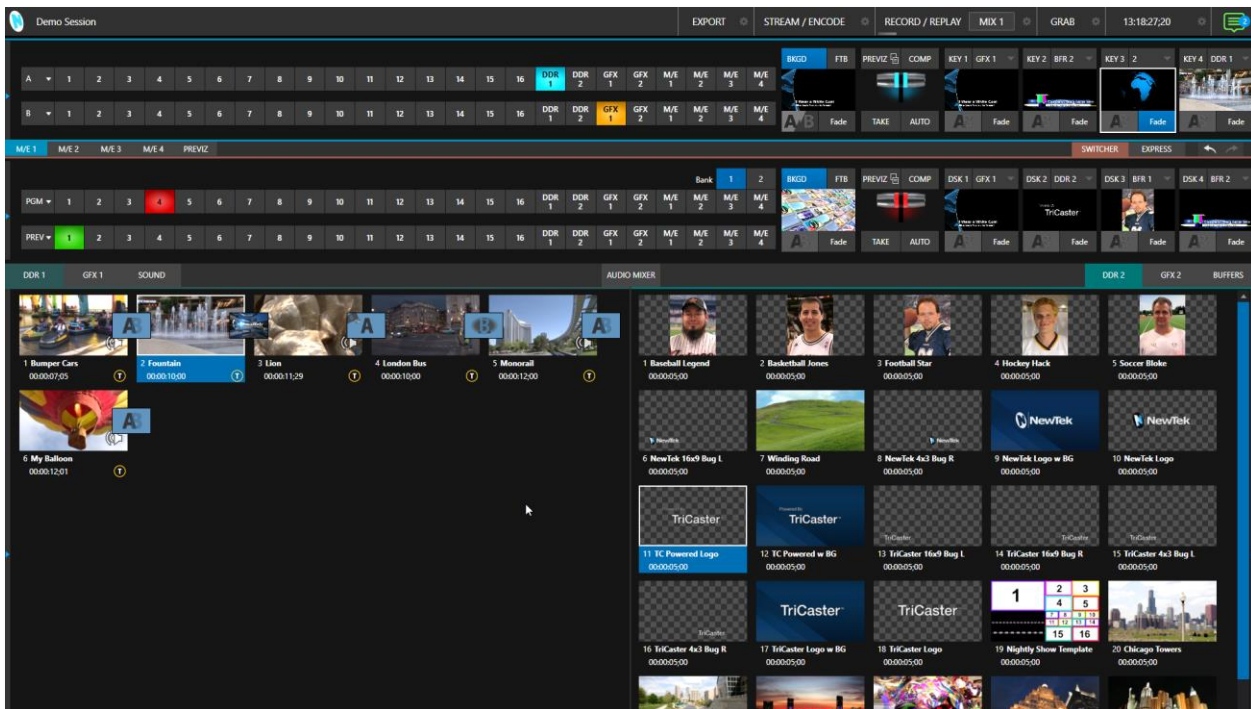 Demo Session EXPORT STREAM / ENCODE RECORD / REPLAY MIX 1 GRAB 13:18:27;20 2
BKGD FTB PREVIZ COMP KEY 1 GFX 1 KEY 2 BFR 2 KEY 3 2 KEY 4 DDR 1
A 1 2 3 4 5 6 7 8 9 10 11 12 13 14 15 16 DDR 1 DDR 2 GFX 1 GFX 2 M/E 1 M/E 2 M/E 3 M/E 4
B 1 2 3 4 5 6 7 8 9 10 11 12 13 14 15 16 DDR 1 DDR 2 GFX 1 GFX 2 M/E 1 M/E 2 M/E 3 M/E 4
A/B Fade TAKE AUTO A Fade A Fade A Fade A Fade
M/E 1 M/E 2 M/E 3 M/E 4 PREVIZ SWITCHER EXPRESS
Bank 1 2 BKGD FTB PREVIZ COMP DSK 1 GFX 1 DSK 2 DDR 2 DSK 3 BFR 1 DSK 4 BFR 2
PGM 1 2 3 4 5 6 7 8 9 10 11 12 13 14 15 16 DDR 1 DDR 2 GFX 1 GFX 2 M/E 1 M/E 2 M/E 3 M/E 4
TriCaster
PREV 1 2 3 4 5 6 7 8 9 10 11 12 13 14 15 16 DDR 1 DDR 2 GFX 1 GFX 2 M/E 1 M/E 2 M/E 3 M/E 4
A Fade TAKE AUTO A Fade A Fade A Fade A Fade
DDR 1 GFX 1 SOUND AUDIO MIXER DDR 2 GFX 2 BUFFERS
AB A B AB
1 Bumper Cars 2 Fountain 3 Lion 4 London Bus 5 Monorail
00:00:07;05 T 00:00:10;00 T 00:00:11;29 T 00:00:10;00 T 00:00:12;00 T
AB
6 My Balloon
00:00:12;01 T
1 Baseball Legend 2 Basketball Jones 3 Football Star 4 Hockey Hack 5 Soccer Bloke
00:00:05;00 00:00:05;00 00:00:05;00 00:00:05;00 00:00:05;00
NewTek NewTek NewTek NewTek
6 NewTek 16x9 Bug L 7 Winding Road 8 NewTek 4x3 Bug R 9 NewTek Logo w BG 10 NewTek Logo
00:00:05;00 00:00:05;00 00:00:05;00 00:00:05;00 00:00:05;00
Powered By
TriCaster TriCaster TriCaster TriCaster TriCaster
11 TC Powered Logo 12 TC Powered w BG 13 TriCaster 16x9 Bug L 14 TriCaster 16x9 Bug R 15 TriCaster 4x3 Bug L
00:00:05;00 00:00:05;00 00:00:05;00 00:00:05;00 00:00:05;00
TriCaster TriCaster TriCaster 1 2 3 4 5 7 8 9 10 11 12 13 14 15 16
16 TriCaster 4x3 Bug R 17 TriCaster Logo w BG 18 TriCaster Logo 19 Nightly Show Template 20 Chicago Towers
00:00:05;00 00:00:05;00 00:00:05;00 00:00:05;00 00:00:05;00